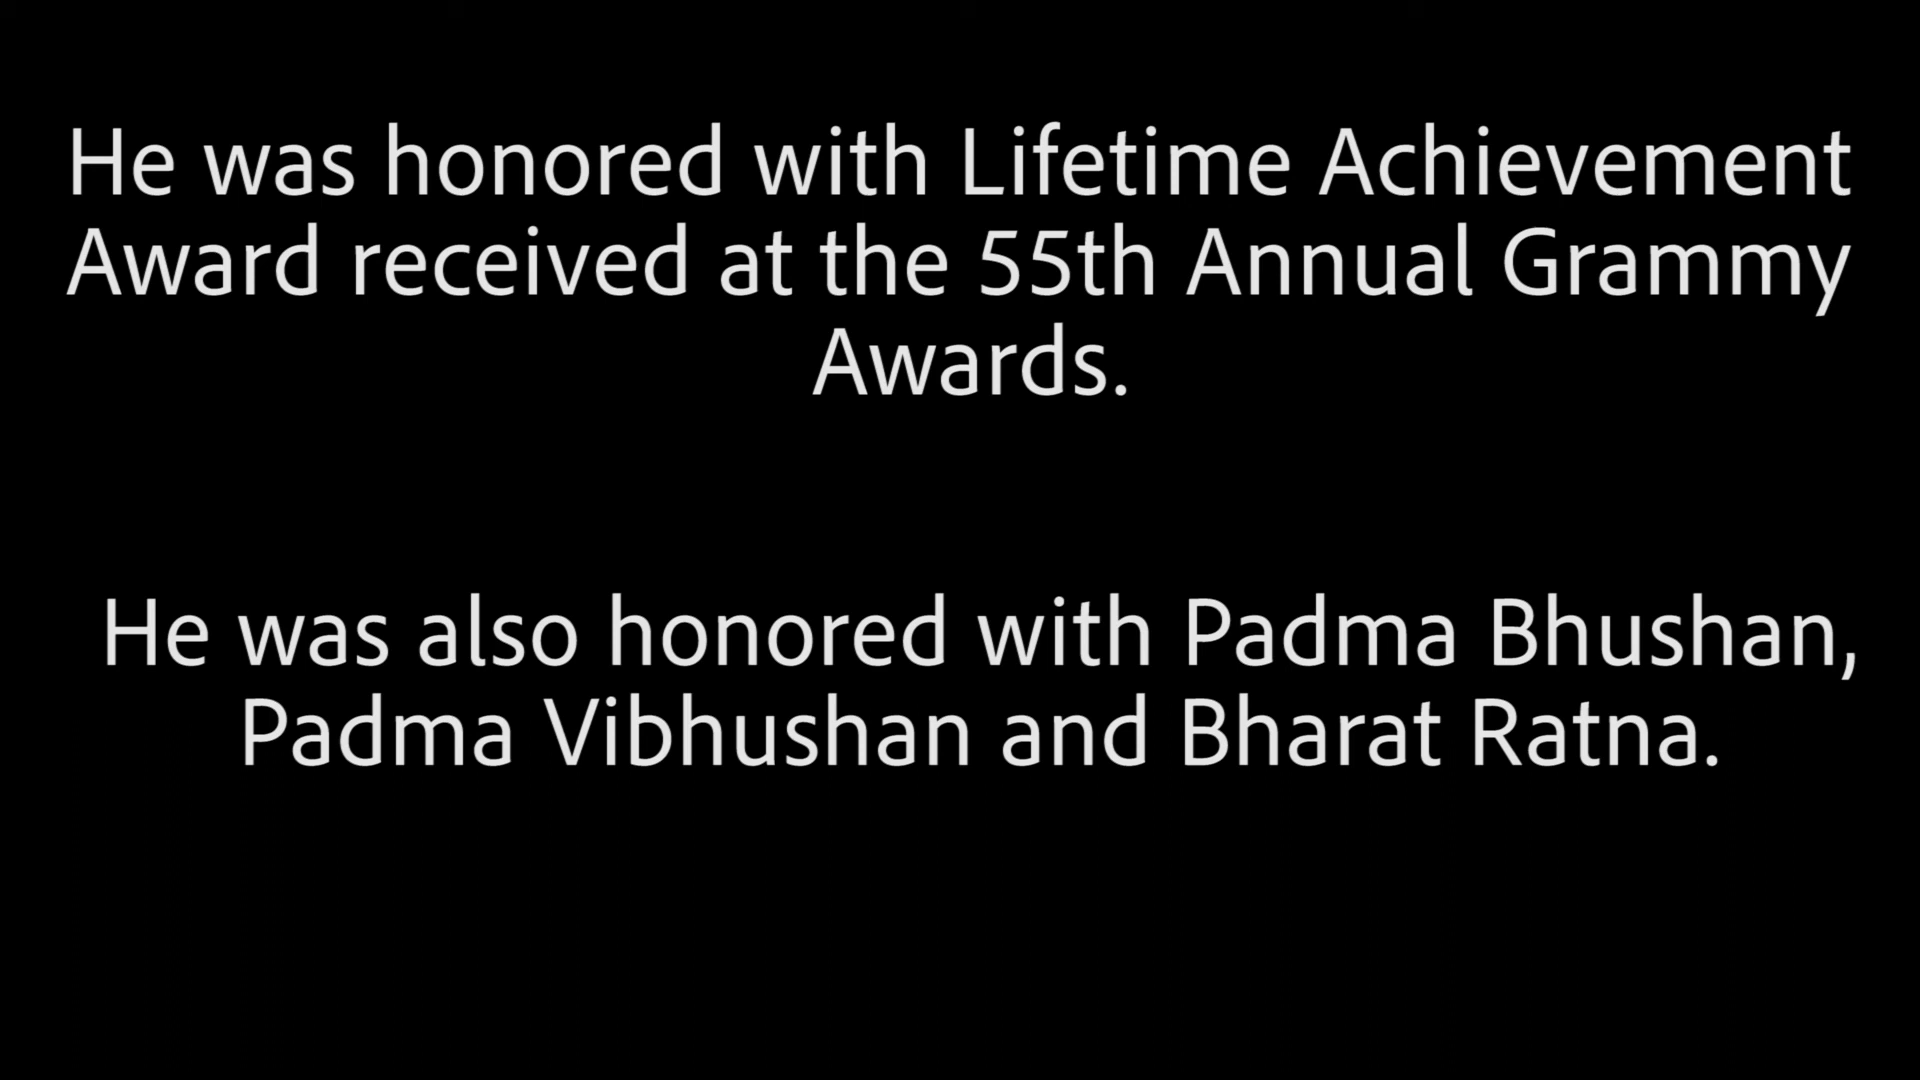 He was honored with Lifetime Achievement
Award received at the 55th Annual Grammy
Awards.
He was also honored with Padma Bhushan,
Padma Vibhushan and Bharat Ratna.